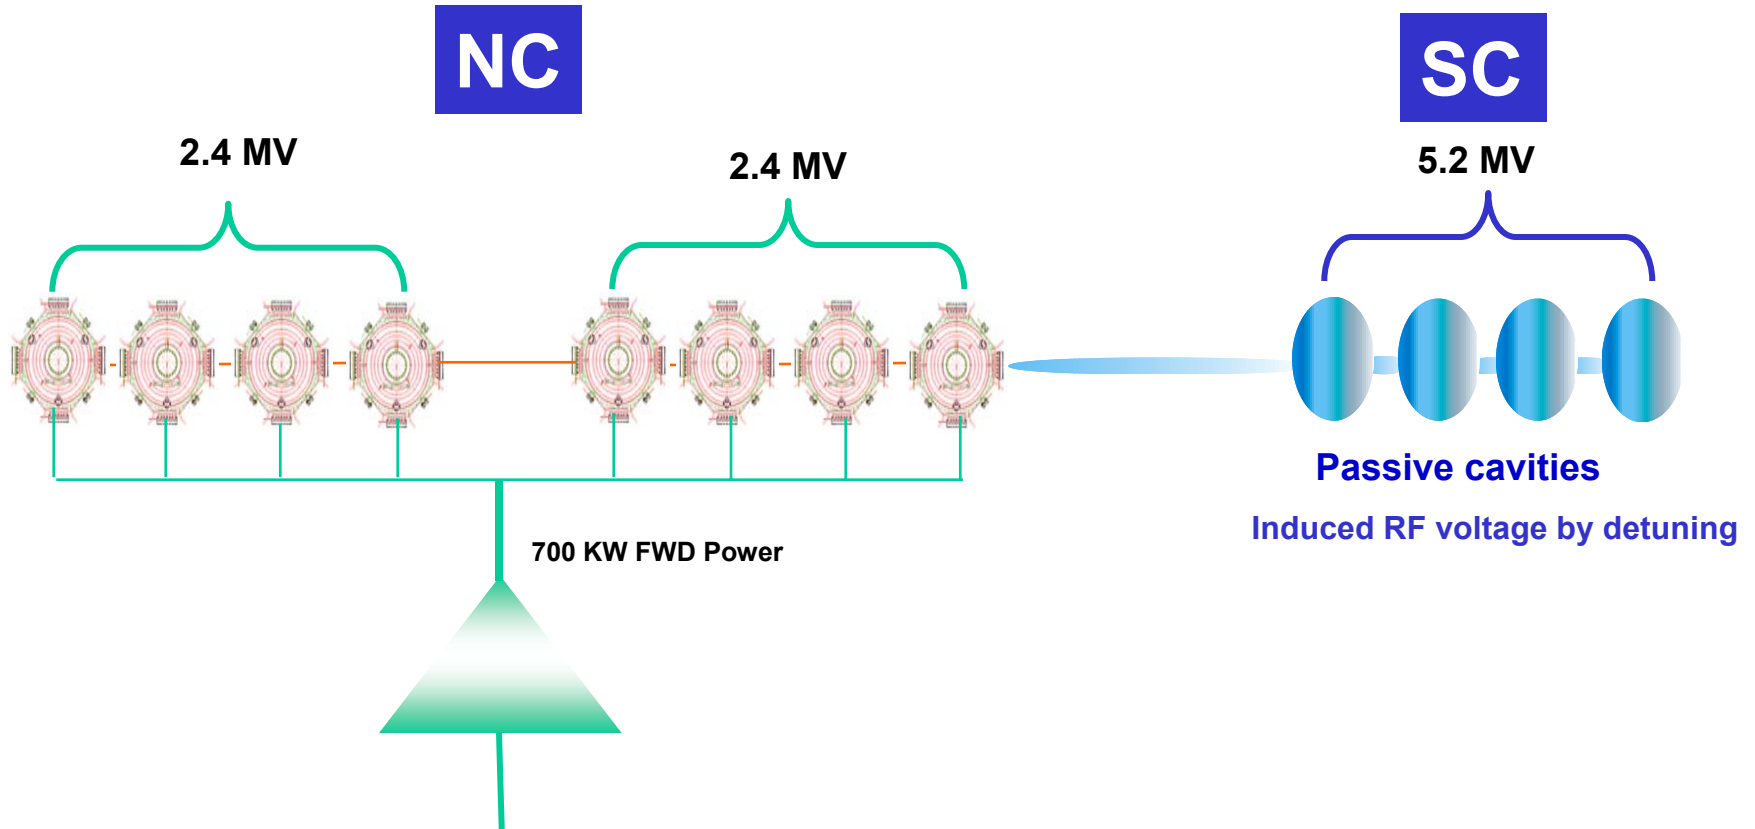 NC
SC
2.4 MV
2.4 MV
5.2 MV
Passive cavities
Induced RF voltage by detuning
700 KW FWD Power